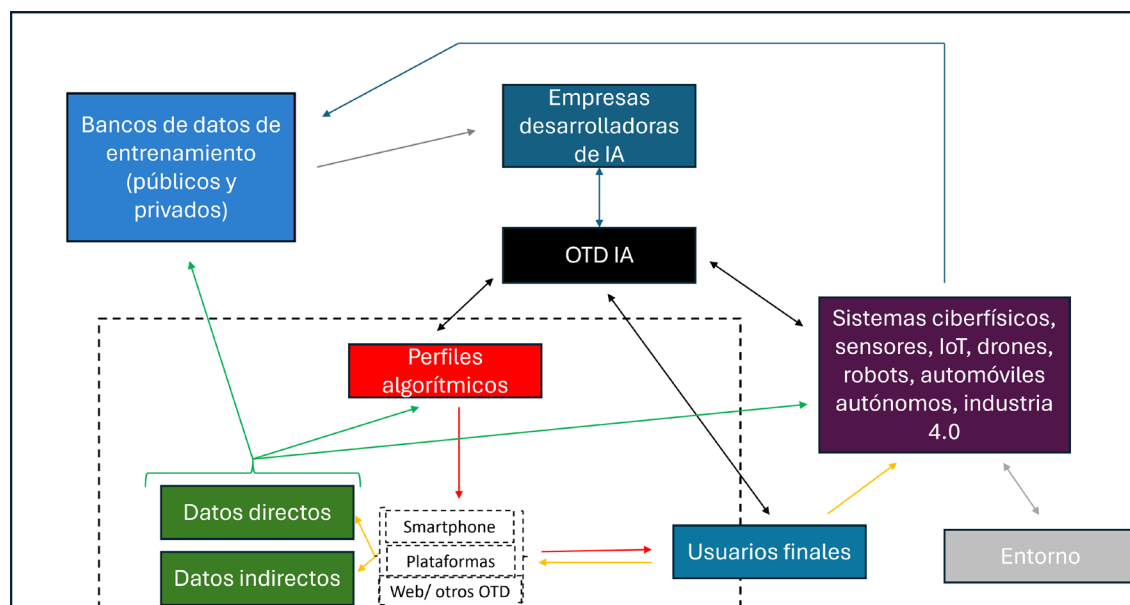 Bancos de datos de
entrenamiento
(públicos y
privados)
Empresas
desarrolladoras
de IA
OTD IA
Sistemas ciberfísicos,
sensores, IoT, drones,
robots, automóviles
autónomos, industria
4.0
Perfiles
algorítmicos
Datos directos
Datos indirectos
Smartphone
Plataformas
Web/ otros OTD
Usuarios finales
Entorno